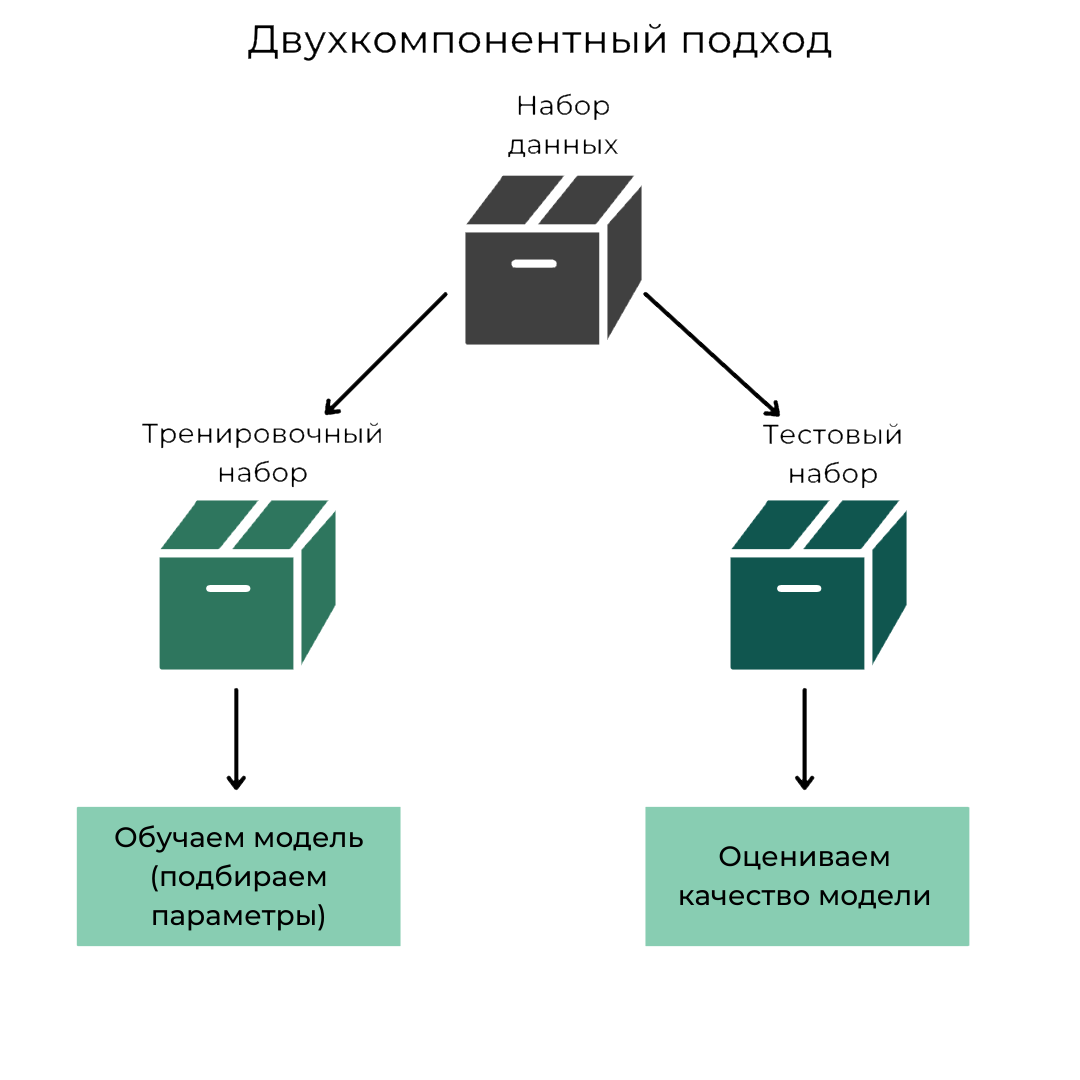 Двухкомпонентный подход
Набор
данных
Тренировочный
набор
Тестовый
набор
Обучаем модель
(подбираем
параметры)
Оцениваем
качество модели